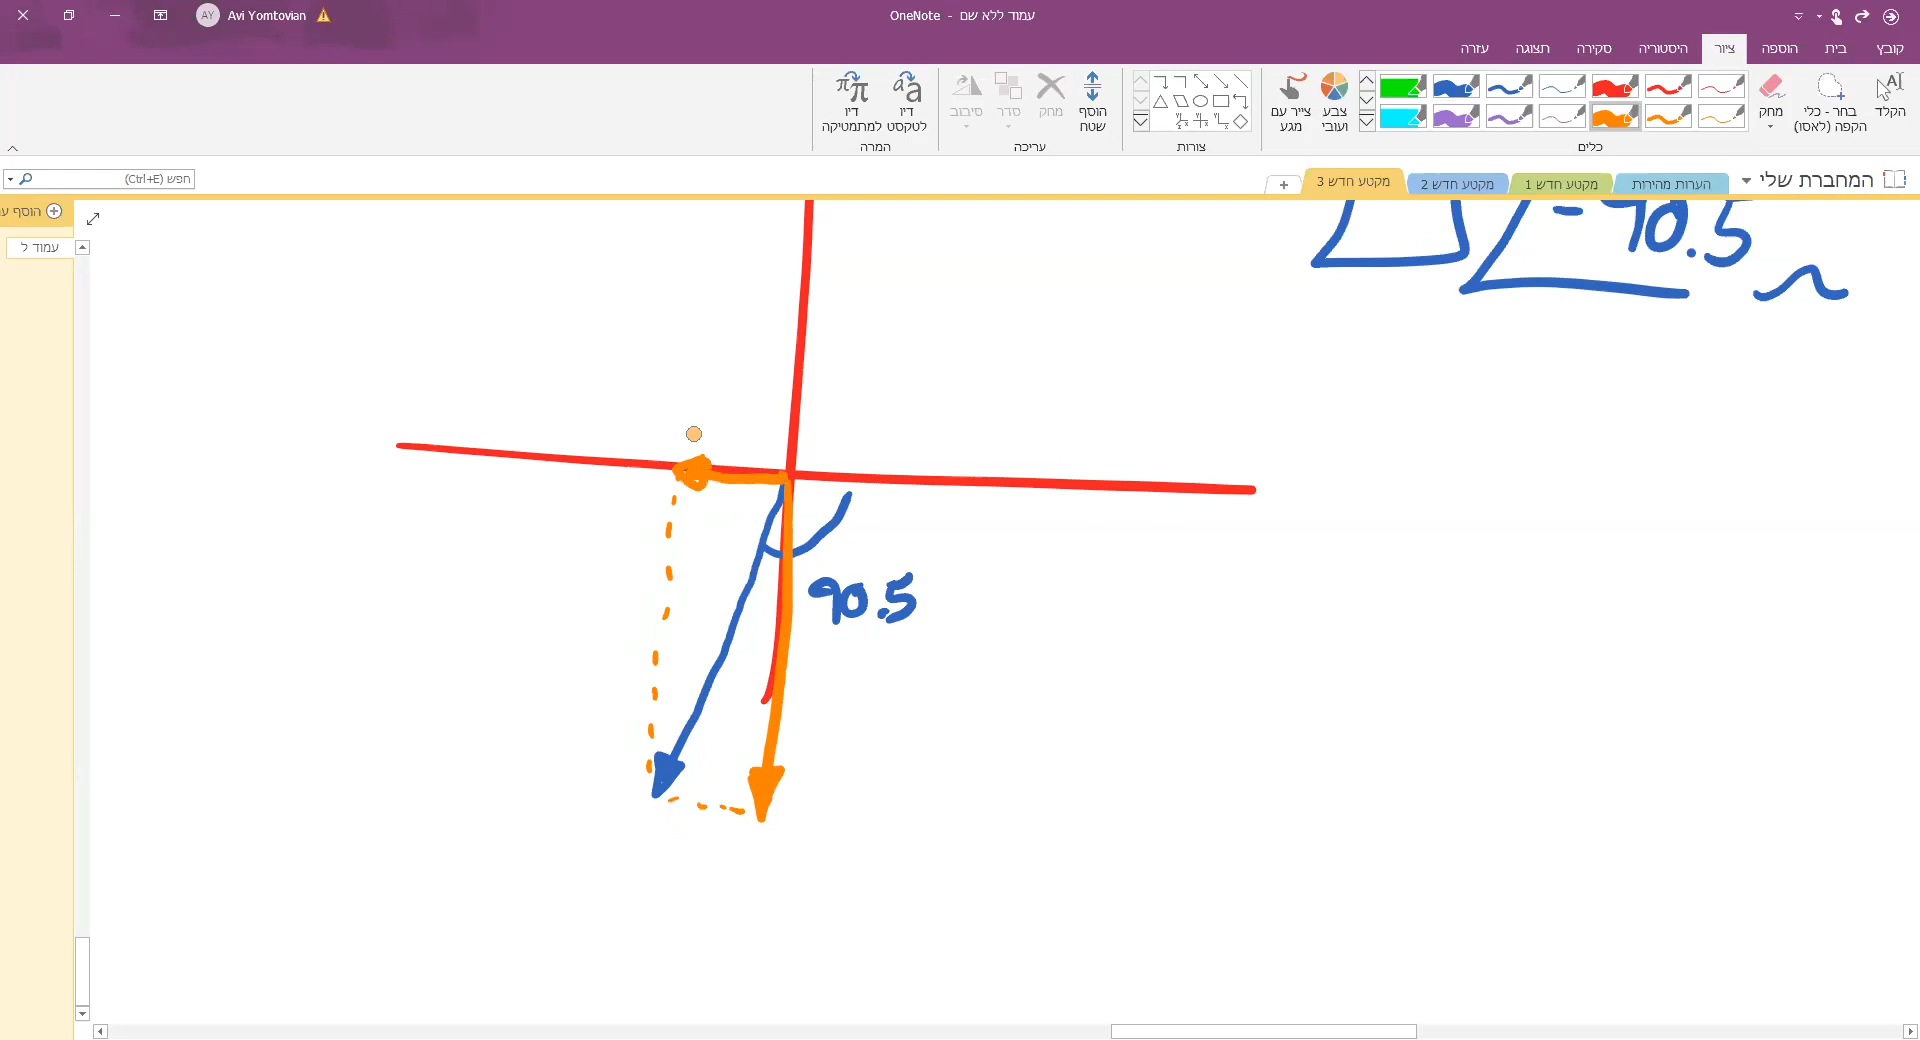 Avi Yomtovian
AY
עמוד ללא שם - OneNote
קובץ
בית
הוספה
ציור
היסטוריה
סקירה
תצוגה
עזרה
הקלד
בחר - כלי
הקפה (לאסו)
מחק
כלים
צבע
ועובי
צייר עם
מגע
צורות
הוסף
שטח
מחק
סדר
סיבוב
עריכה
דיו
לטקסט
דיו
למתמטיקה
המרה
המחברת שלי
הערות מהירות
מקטע חדש 1
מקטע חדש 2
מקטע חדש 3
חפש (Ctrl+E)
הוסף ע
עמוד ל
= 90.5
90.5